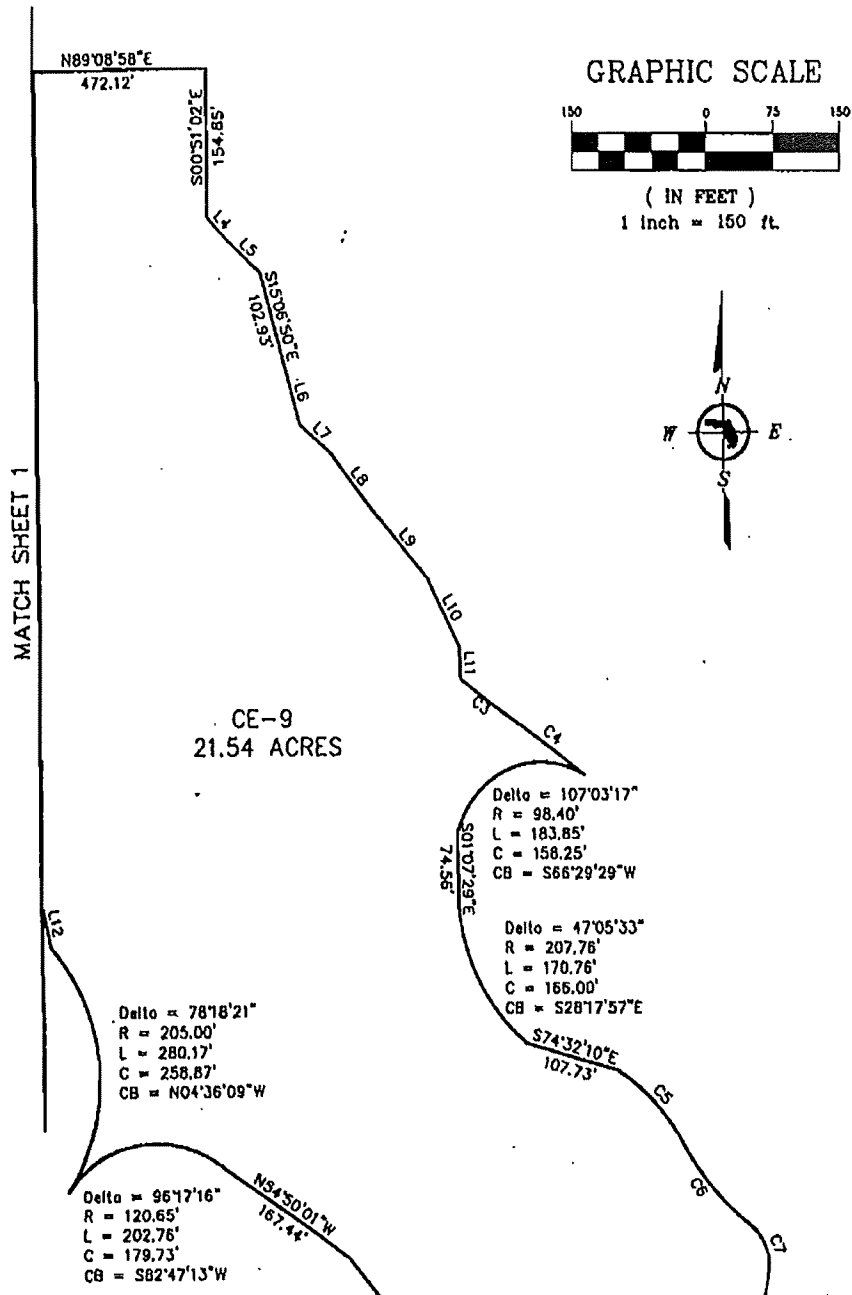 N89°08'58"E
472.12'
S00°51'02"E
154.85'
GRAPHIC SCALE
150 0 75 150
( IN FEET )
1 inch = 150 ft.
L4
L5
S15°06'50"E
102.93'
L6
L7
L8
L9
L10
L11
N
W E
S
MATCH SHEET 1
C3
C4
CE-9
21.54 ACRES
Delta = 107°03'17"
R = 98.40'
L = 183.85'
C = 158.25'
CB = S66°29'29"W
S01°07'29"E
74.56'
Delta = 47°05'33"
R = 207.76'
L = 170.76'
C = 166.00'
CB = S28°17'57"E
L12
S74°32'10"E
107.73'
Delta = 78°18'21"
R = 205.00'
L = 280.17'
C = 258.87'
CB = N04°36'09"W
C5
C6
C7
N54°50'01"W
167.44'
Delta = 96°17'16"
R = 120.65'
L = 202.76'
C = 179.73'
CB = S82°47'13"W